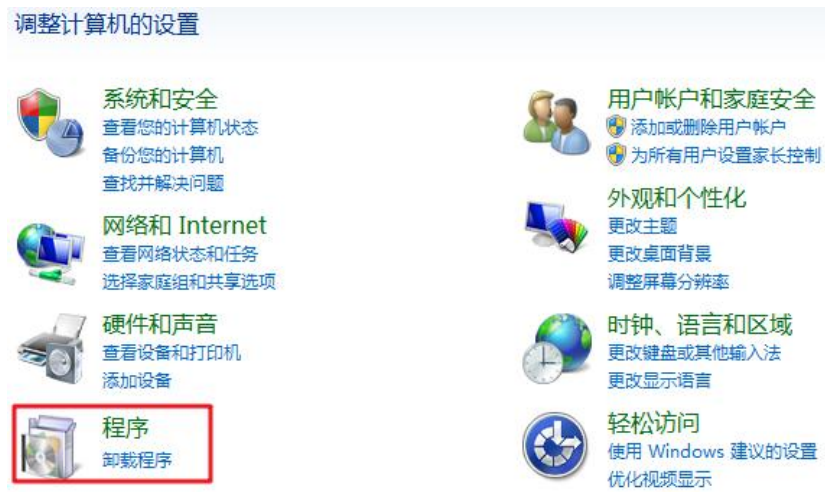 调整计算机的设置
系统和安全
查看您的计算机状态
备份您的计算机
查找并解决问题
网络和 Internet
查看网络状态和任务
选择家庭组和共享选项
硬件和声音
查看设备和打印机
添加设备
程序
卸载程序
用户帐户和家庭安全
添加或删除用户帐户
为所有用户设置家长控制
外观和个性化
更改主题
更改桌面背景
调整屏幕分辨率
时钟、语言和区域
更改键盘或其他输入法
更改显示语言
轻松访问
使用 Windows 建议的设置
优化视频显示